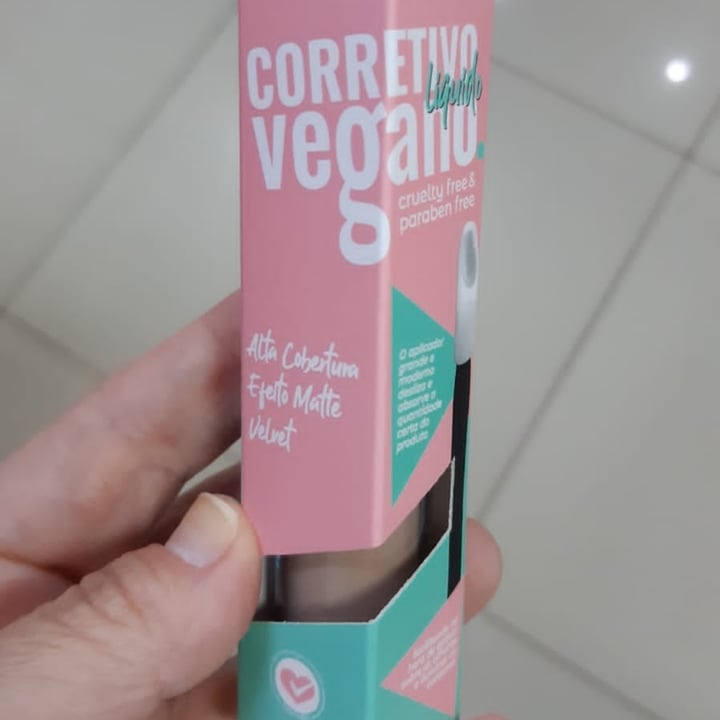 CORRETIVO
Líquido
vegano
cruelty free &
paraben free
Alta Cobertura
Efeito Matte
Velvet
O aplicador
grande e
moderno
desliza e
absorve a
quantidade
certa do
produto